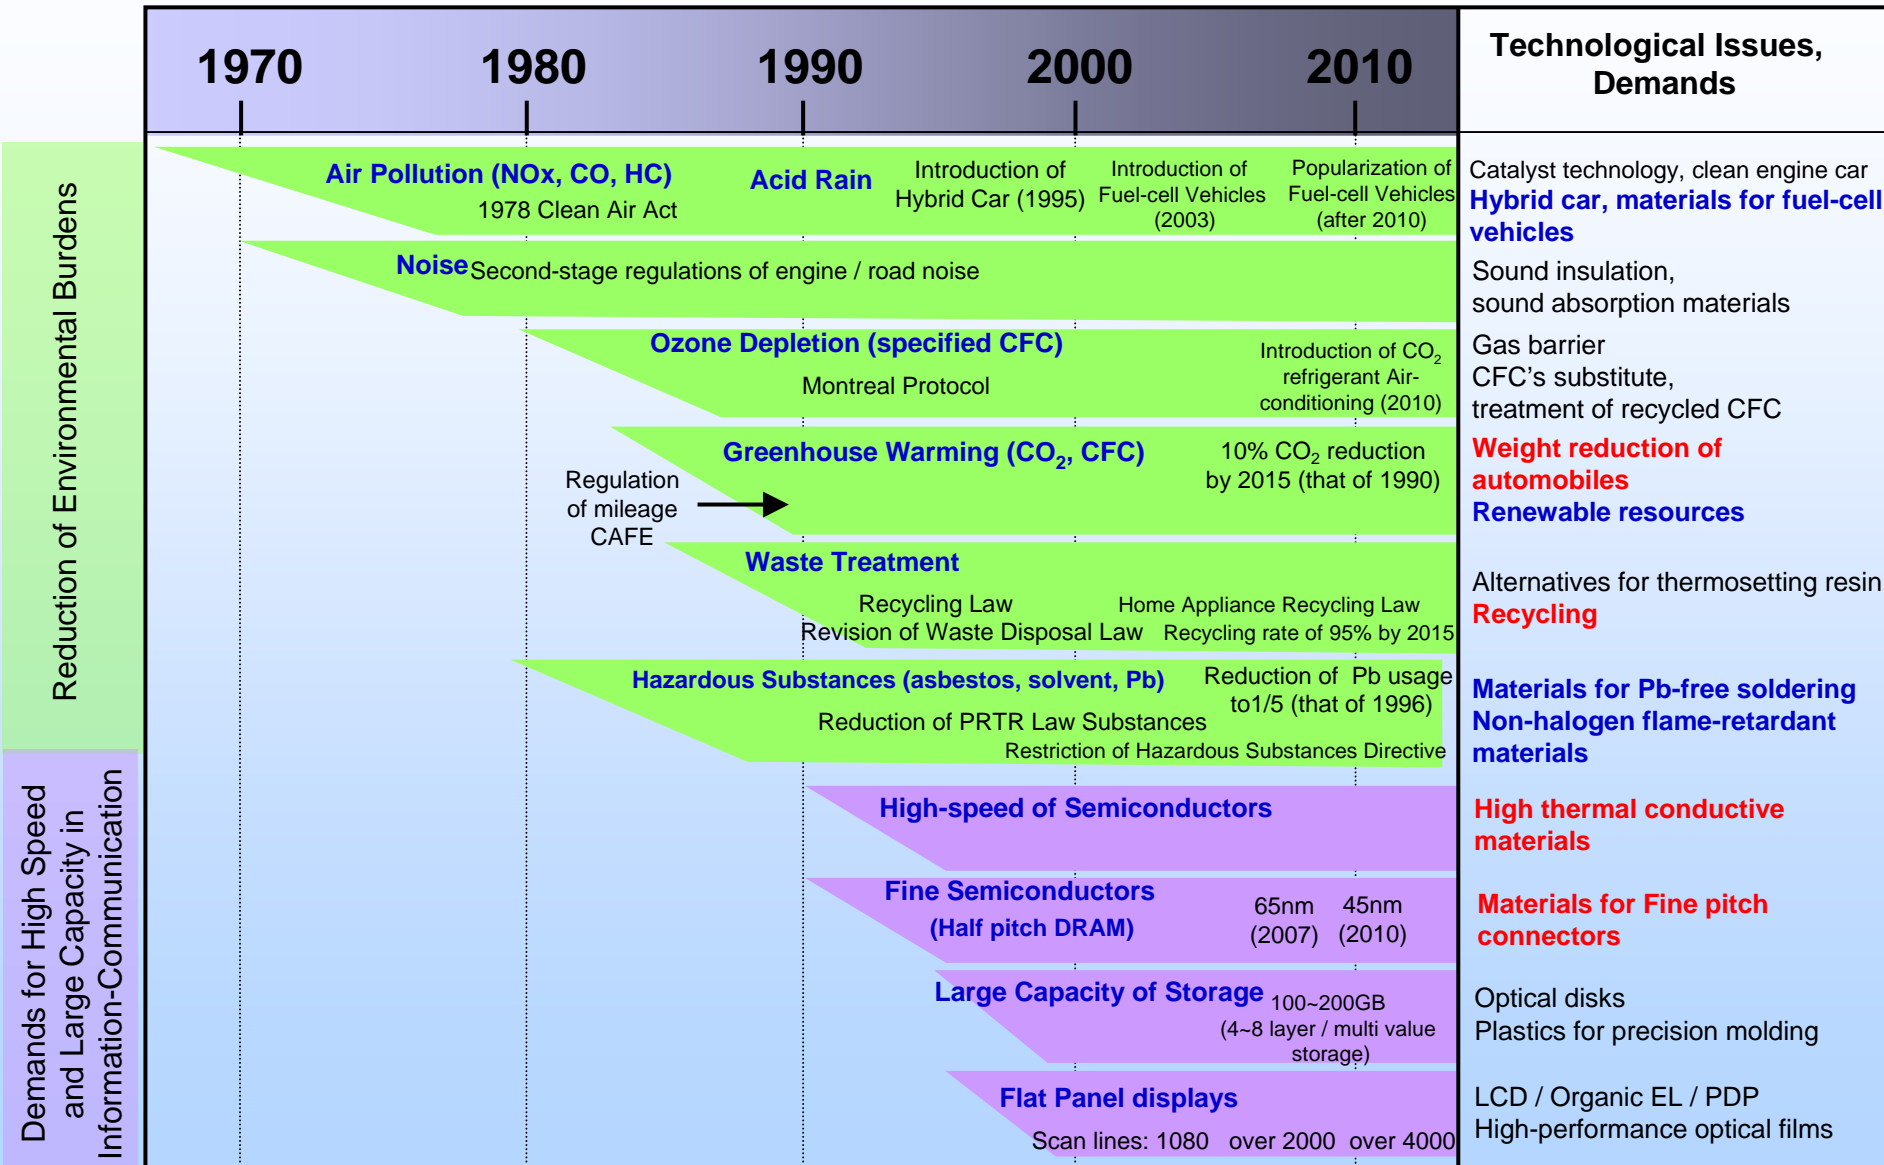 1970 1980 1990 2000 2010
Technological Issues,
Demands
Reduction of Environmental Burdens
Air Pollution (NOx, CO, HC)
1978 Clean Air Act
Acid Rain
Introduction of
Hybrid Car (1995)
Introduction of
Fuel-cell Vehicles
(2003)
Popularization of
Fuel-cell Vehicles
(after 2010)
Catalyst technology, clean engine car
Hybrid car, materials for fuel-cell
vehicles
Noise Second-stage regulations of engine / road noise
Sound insulation,
sound absorption materials
Ozone Depletion (specified CFC)
Montreal Protocol
Introduction of CO₂
refrigerant Air-
conditioning (2010)
Gas barrier
CFC's substitute,
treatment of recycled CFC
Greenhouse Warming (CO₂, CFC)
10% CO₂ reduction
by 2015 (that of 1990)
Regulation
of mileage
CAFE
Weight reduction of
automobiles
Renewable resources
Waste Treatment
Recycling Law
Revision of Waste Disposal Law
Home Appliance Recycling Law
Recycling rate of 95% by 2015
Alternatives for thermosetting resin
Recycling
Hazardous Substances (asbestos, solvent, Pb)
Reduction of PRTR Law Substances
Reduction of Pb usage
to1/5 (that of 1996)
Restriction of Hazardous Substances Directive
Materials for Pb-free soldering
Non-halogen flame-retardant
materials
Demands for High Speed
and Large Capacity in
Information-Communication
High-speed of Semiconductors
High thermal conductive
materials
Fine Semiconductors
(Half pitch DRAM)
65nm
(2007)
45nm
(2010)
Materials for Fine pitch
connectors
Large Capacity of Storage
100~200GB
(4~8 layer / multi value
storage)
Optical disks
Plastics for precision molding
Flat Panel displays
Scan lines: 1080 over 2000 over 4000
LCD / Organic EL / PDP
High-performance optical films